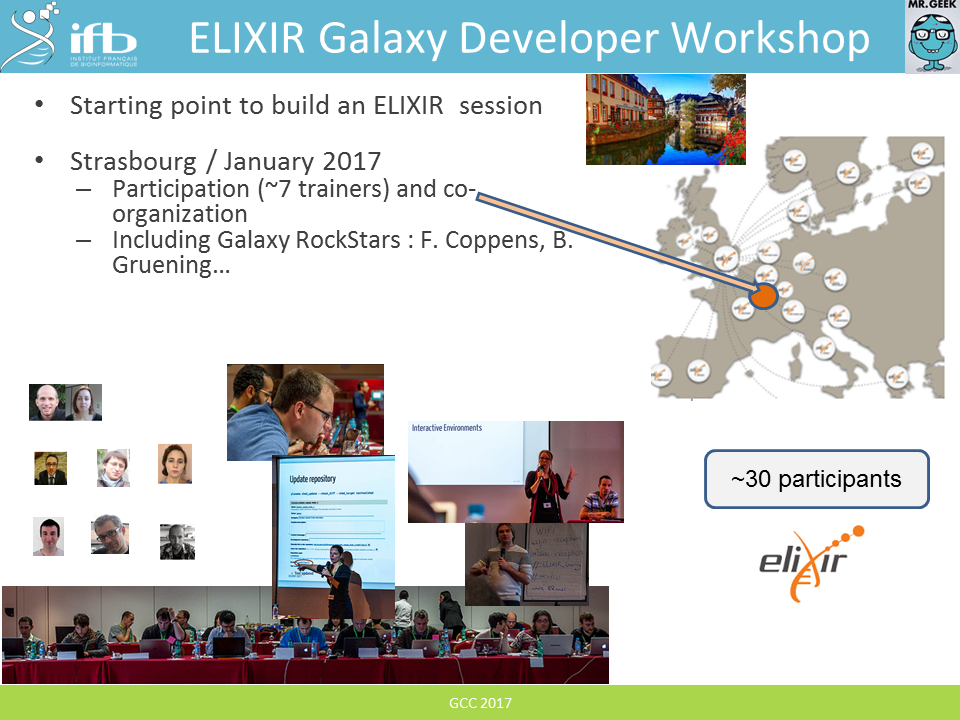 ifb
INSTITUT FRANÇAIS
DE BIOINFORMATIQUE
ELIXIR Galaxy Developer Workshop
MR.GEEK
• Starting point to build an ELIXIR session
• Strasbourg / January 2017
– Participation (~7 trainers) and co-
organization
– Including Galaxy RockStars : F. Coppens, B.
Gruening…
Interactive Environments
Update repository
~30 participants
elixir
GCC 2017